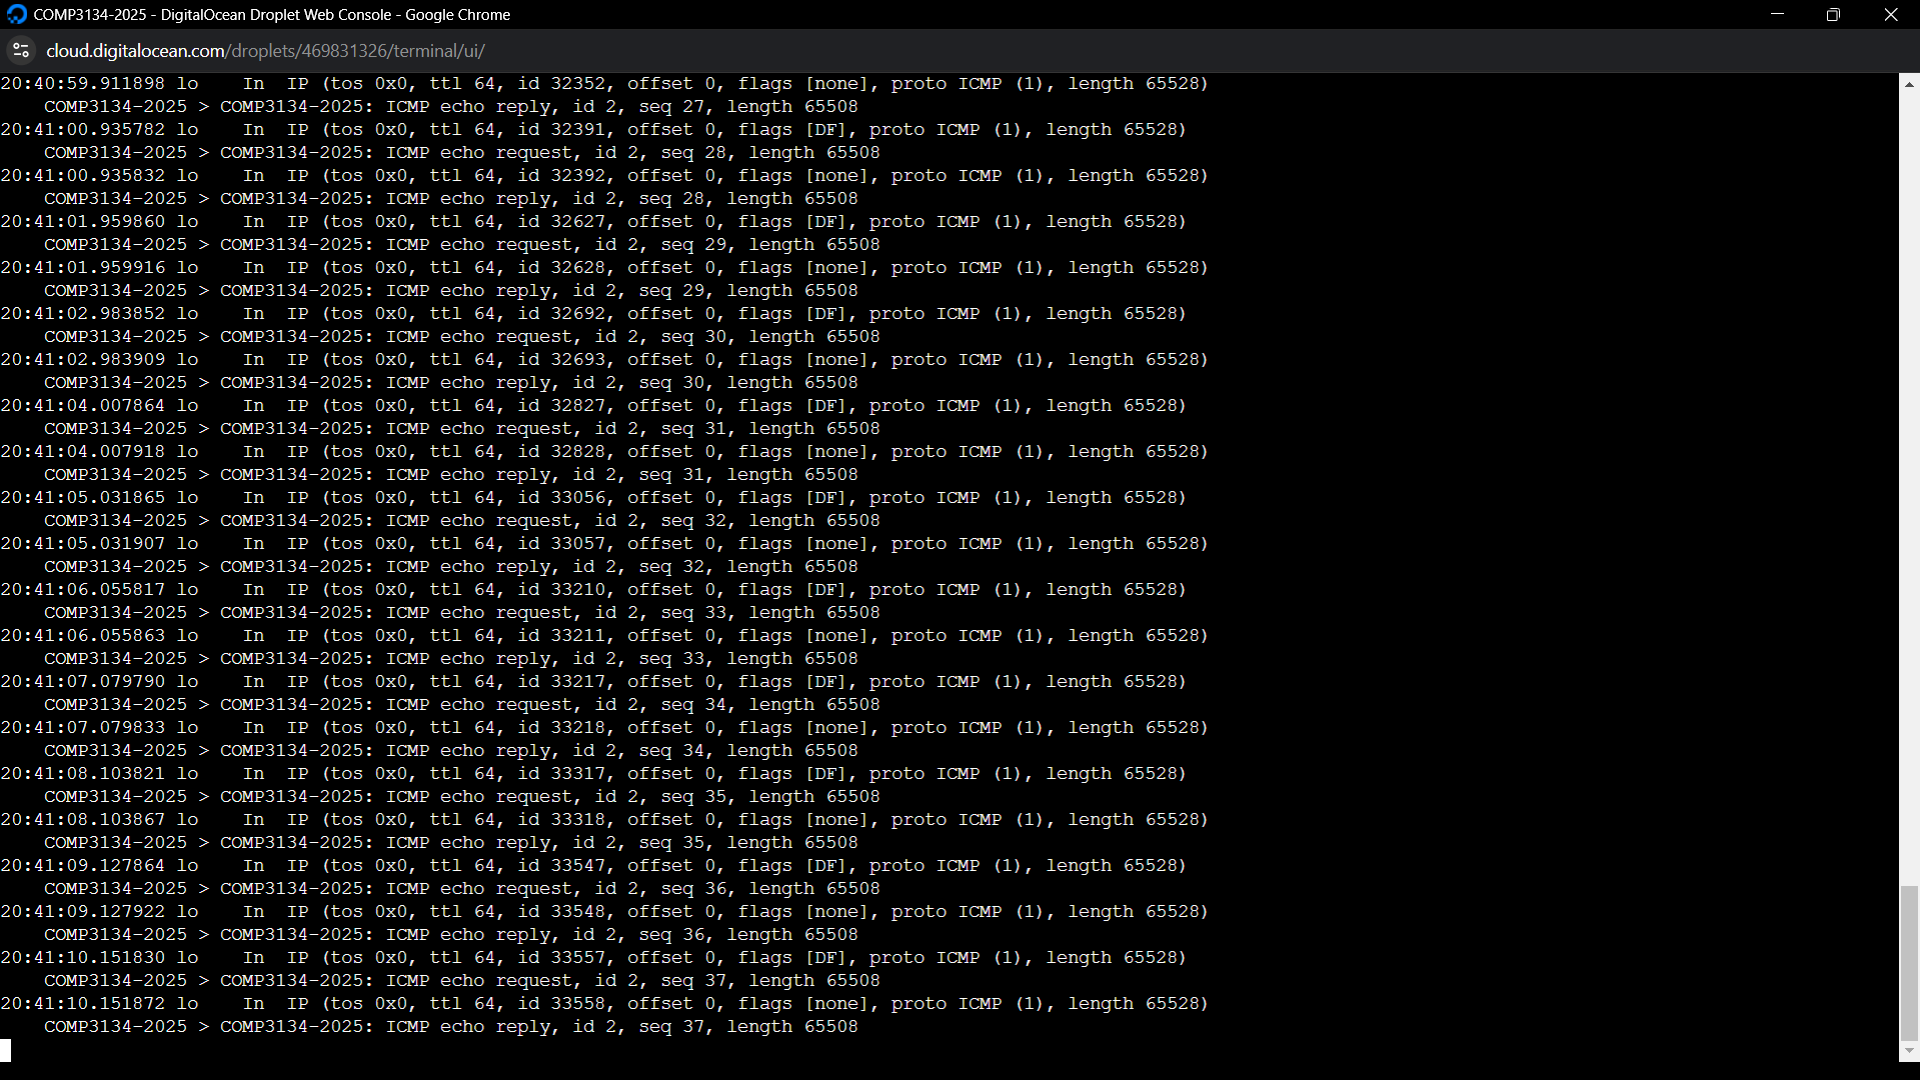 COMP3134-2025 - DigitalOcean Droplet Web Console - Google Chrome
cloud.digitalocean.com/droplets/469831326/terminal/ui/
20:40:59.911898 lo    In  IP (tos 0x0, ttl 64, id 32352, offset 0, flags [none], proto ICMP (1), length 65528)
    COMP3134-2025 > COMP3134-2025: ICMP echo reply, id 2, seq 27, length 65508
20:41:00.935782 lo    In  IP (tos 0x0, ttl 64, id 32391, offset 0, flags [DF], proto ICMP (1), length 65528)
    COMP3134-2025 > COMP3134-2025: ICMP echo request, id 2, seq 28, length 65508
20:41:00.935832 lo    In  IP (tos 0x0, ttl 64, id 32392, offset 0, flags [none], proto ICMP (1), length 65528)
    COMP3134-2025 > COMP3134-2025: ICMP echo reply, id 2, seq 28, length 65508
20:41:01.959860 lo    In  IP (tos 0x0, ttl 64, id 32627, offset 0, flags [DF], proto ICMP (1), length 65528)
    COMP3134-2025 > COMP3134-2025: ICMP echo request, id 2, seq 29, length 65508
20:41:01.959916 lo    In  IP (tos 0x0, ttl 64, id 32628, offset 0, flags [none], proto ICMP (1), length 65528)
    COMP3134-2025 > COMP3134-2025: ICMP echo reply, id 2, seq 29, length 65508
20:41:02.983852 lo    In  IP (tos 0x0, ttl 64, id 32692, offset 0, flags [DF], proto ICMP (1), length 65528)
    COMP3134-2025 > COMP3134-2025: ICMP echo request, id 2, seq 30, length 65508
20:41:02.983909 lo    In  IP (tos 0x0, ttl 64, id 32693, offset 0, flags [none], proto ICMP (1), length 65528)
    COMP3134-2025 > COMP3134-2025: ICMP echo reply, id 2, seq 30, length 65508
20:41:04.007864 lo    In  IP (tos 0x0, ttl 64, id 32827, offset 0, flags [DF], proto ICMP (1), length 65528)
    COMP3134-2025 > COMP3134-2025: ICMP echo request, id 2, seq 31, length 65508
20:41:04.007918 lo    In  IP (tos 0x0, ttl 64, id 32828, offset 0, flags [none], proto ICMP (1), length 65528)
    COMP3134-2025 > COMP3134-2025: ICMP echo reply, id 2, seq 31, length 65508
20:41:05.031865 lo    In  IP (tos 0x0, ttl 64, id 33056, offset 0, flags [DF], proto ICMP (1), length 65528)
    COMP3134-2025 > COMP3134-2025: ICMP echo request, id 2, seq 32, length 65508
20:41:05.031907 lo    In  IP (tos 0x0, ttl 64, id 33057, offset 0, flags [none], proto ICMP (1), length 65528)
    COMP3134-2025 > COMP3134-2025: ICMP echo reply, id 2, seq 32, length 65508
20:41:06.055817 lo    In  IP (tos 0x0, ttl 64, id 33210, offset 0, flags [DF], proto ICMP (1), length 65528)
    COMP3134-2025 > COMP3134-2025: ICMP echo request, id 2, seq 33, length 65508
20:41:06.055863 lo    In  IP (tos 0x0, ttl 64, id 33211, offset 0, flags [none], proto ICMP (1), length 65528)
    COMP3134-2025 > COMP3134-2025: ICMP echo reply, id 2, seq 33, length 65508
20:41:07.079790 lo    In  IP (tos 0x0, ttl 64, id 33217, offset 0, flags [DF], proto ICMP (1), length 65528)
    COMP3134-2025 > COMP3134-2025: ICMP echo request, id 2, seq 34, length 65508
20:41:07.079833 lo    In  IP (tos 0x0, ttl 64, id 33218, offset 0, flags [none], proto ICMP (1), length 65528)
    COMP3134-2025 > COMP3134-2025: ICMP echo reply, id 2, seq 34, length 65508
20:41:08.103821 lo    In  IP (tos 0x0, ttl 64, id 33317, offset 0, flags [DF], proto ICMP (1), length 65528)
    COMP3134-2025 > COMP3134-2025: ICMP echo request, id 2, seq 35, length 65508
20:41:08.103867 lo    In  IP (tos 0x0, ttl 64, id 33318, offset 0, flags [none], proto ICMP (1), length 65528)
    COMP3134-2025 > COMP3134-2025: ICMP echo reply, id 2, seq 35, length 65508
20:41:09.127864 lo    In  IP (tos 0x0, ttl 64, id 33547, offset 0, flags [DF], proto ICMP (1), length 65528)
    COMP3134-2025 > COMP3134-2025: ICMP echo request, id 2, seq 36, length 65508
20:41:09.127922 lo    In  IP (tos 0x0, ttl 64, id 33548, offset 0, flags [none], proto ICMP (1), length 65528)
    COMP3134-2025 > COMP3134-2025: ICMP echo reply, id 2, seq 36, length 65508
20:41:10.151830 lo    In  IP (tos 0x0, ttl 64, id 33557, offset 0, flags [DF], proto ICMP (1), length 65528)
    COMP3134-2025 > COMP3134-2025: ICMP echo request, id 2, seq 37, length 65508
20:41:10.151872 lo    In  IP (tos 0x0, ttl 64, id 33558, offset 0, flags [none], proto ICMP (1), length 65528)
    COMP3134-2025 > COMP3134-2025: ICMP echo reply, id 2, seq 37, length 65508